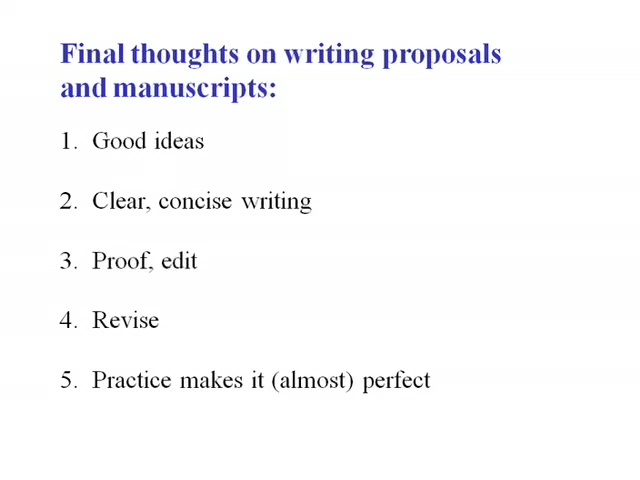 Final thoughts on writing proposals
and manuscripts:
1. Good ideas
2. Clear, concise writing
3. Proof, edit
4. Revise
5. Practice makes it (almost) perfect